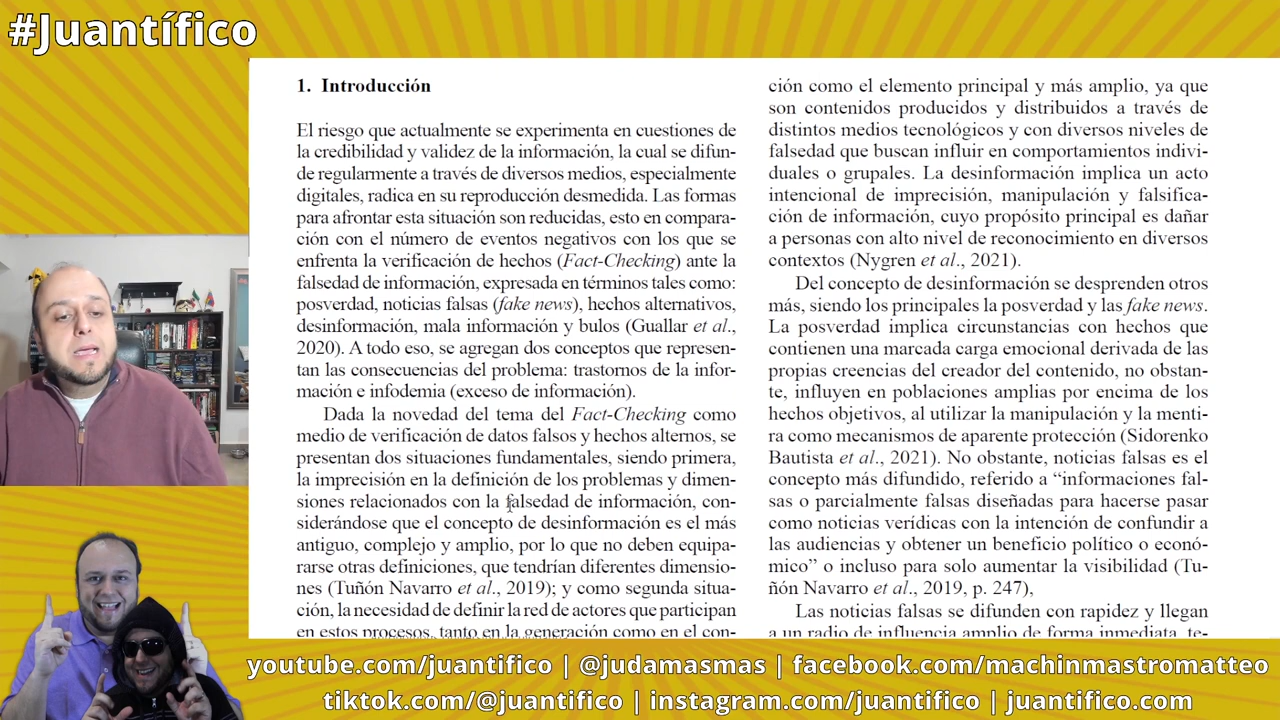 #Juantífico
1. Introducción
El riesgo que actualmente se experimenta en cuestiones de
la credibilidad y validez de la información, la cual se difun-
de regularmente a través de diversos medios, especialmente
digitales, radica en su reproducción desmedida. Las formas
para afrontar esta situación son reducidas, esto en compara-
ción con el número de eventos negativos con los que se
enfrenta la verificación de hechos (Fact-Checking) ante la
falsedad de información, expresada en términos tales como:
posverdad, noticias falsas (fake news), hechos alternativos,
desinformación, mala información y bulos (Guallar et al.,
2020). A todo eso, se agregan dos conceptos que represen-
tan las consecuencias del problema: trastornos de la infor-
mación e infodemia (exceso de información).
Dada la novedad del tema del Fact-Checking como
medio de verificación de datos falsos y hechos alternos, se
presentan dos situaciones fundamentales, siendo primera,
la imprecisión en la definición de los problemas y dimen-
siones relacionados con la falsedad de información, con-
siderándose que el concepto de desinformación es el más
antiguo, complejo y amplio, por lo que no deben equipa-
rarse otras definiciones, que tendrían diferentes dimensio-
nes (Tuñón Navarro et al., 2019); y como segunda situa-
ción, la necesidad de definir la red de actores que participan
en estos procesos, tanto en la generación como en el con-
ción como el elemento principal y más amplio, ya que
son contenidos producidos y distribuidos a través de
distintos medios tecnológicos y con diversos niveles de
falsedad que buscan influir en comportamientos indivi-
duales o grupales. La desinformación implica un acto
intencional de imprecisión, manipulación y falsifica-
ción de información, cuyo propósito principal es dañar
a personas con alto nivel de reconocimiento en diversos
contextos (Nygren et al., 2021).
Del concepto de desinformación se desprenden otros
más, siendo los principales la posverdad y las fake news.
La posverdad implica circunstancias con hechos que
contienen una marcada carga emocional derivada de las
propias creencias del creador del contenido, no obstan-
te, influyen en poblaciones amplias por encima de los
hechos objetivos, al utilizar la manipulación y la menti-
ra como mecanismos de aparente protección (Sidorenko
Bautista et al., 2021). No obstante, noticias falsas es el
concepto más difundido, referido a “informaciones fal-
sas o parcialmente falsas diseñadas para hacerse pasar
como noticias verídicas con la intención de confundir a
las audiencias y obtener un beneficio político o econó-
mico” o incluso para solo aumentar la visibilidad (Tu-
ñón Navarro et al., 2019, p. 247),
Las noticias falsas se difunden con rapidez y llegan
a un radio de influencia amplio de forma inmediata, te-
youtube.com/juantifico | @judamasmas | facebook.com/machinmastromatteo
tiktok.com/@juantifico | instagram.com/juantifico | juantifico.com